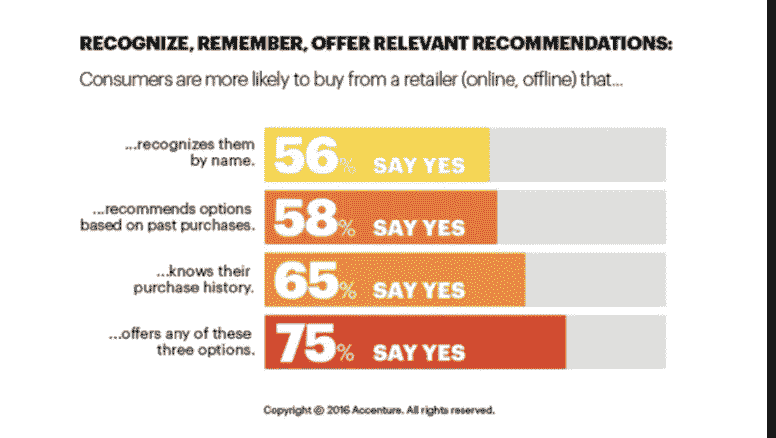 RECOGNIZE, REMEMBER, OFFER RELEVANT RECOMMENDATIONS:
Consumers are more likely to buy from a retailer (online, offline) that...
...recognizes them
by name.
56% SAY YES
...recommends options
based on past purchases.
58% SAY YES
...knows their
purchase history.
65% SAY YES
...offers any of these
three options.
75% SAY YES
Copyright © 2016 Accenture. All rights reserved.